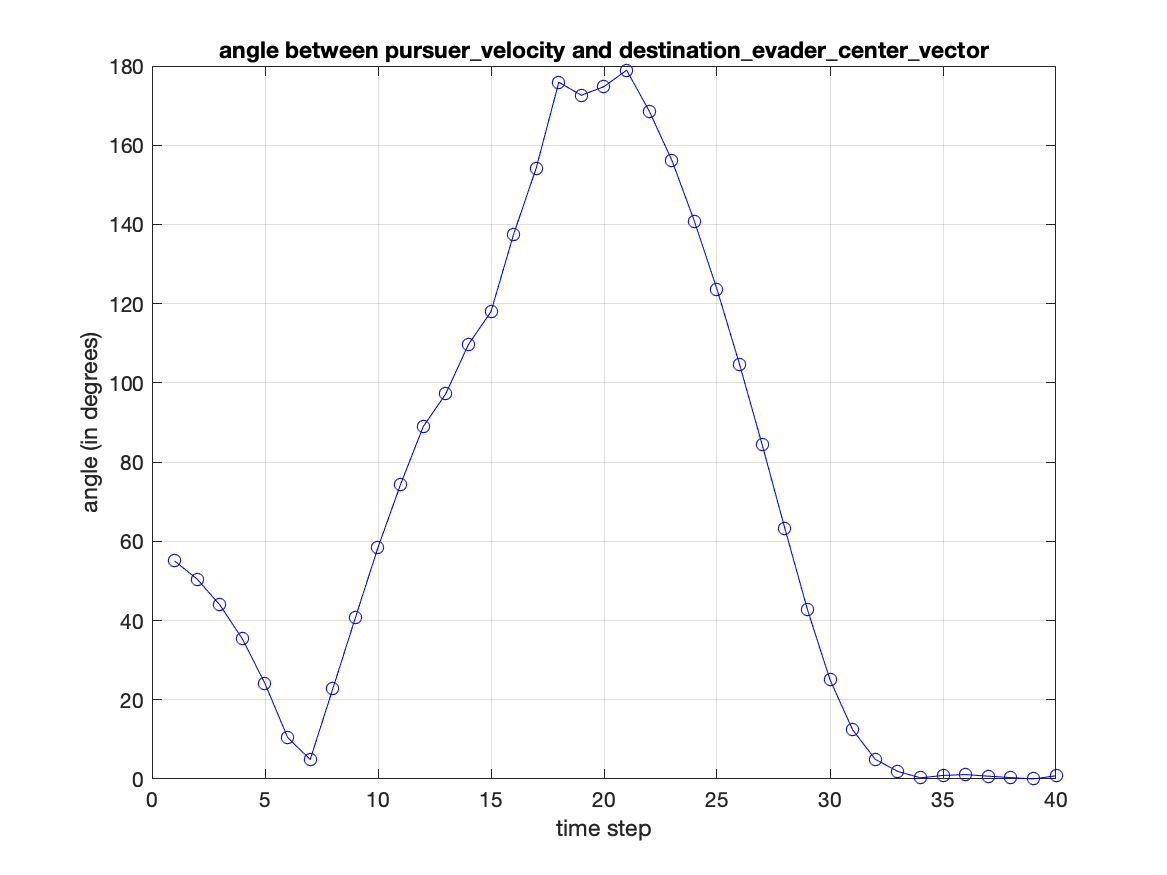 angle between pursuer_velocity and destination_evader_center_vector
180
160
140
120
100
80
60
40
20
0
angle (in degrees)
0 5 10 15 20 25 30 35 40
time step